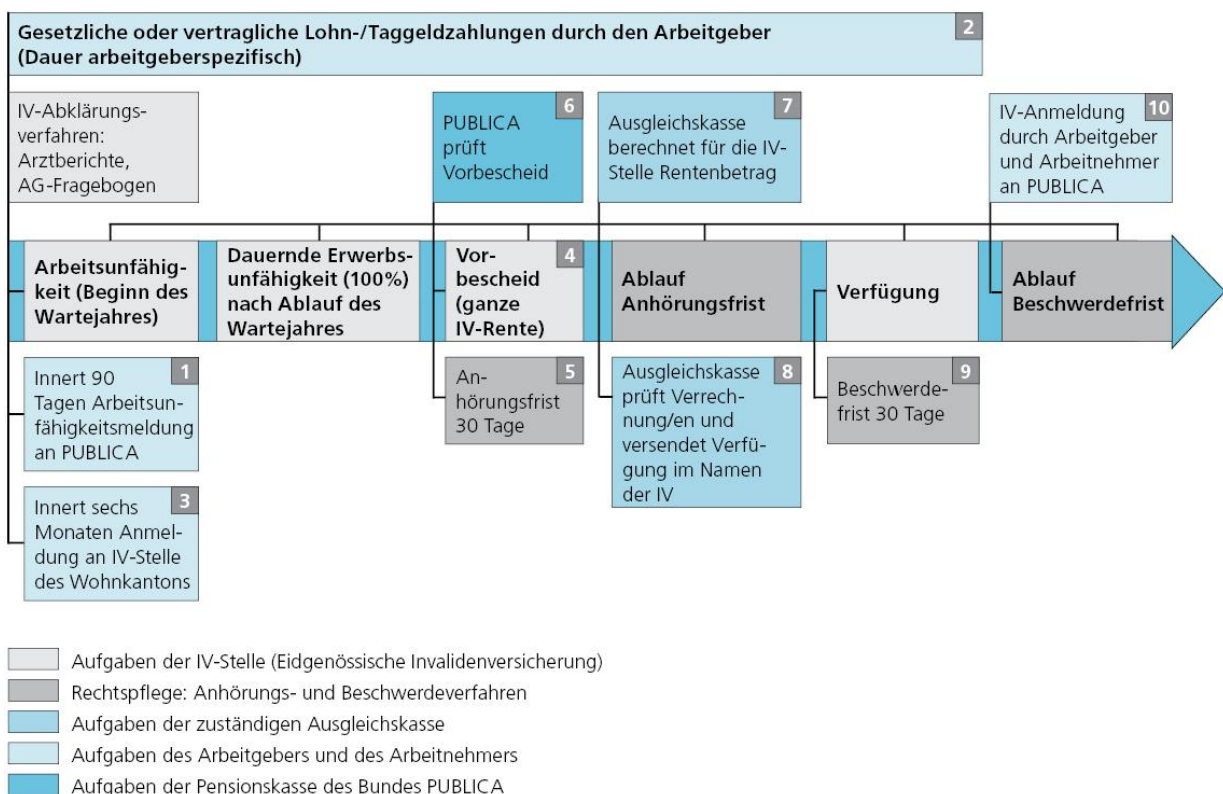 Gesetzliche oder vertragliche Lohn-/Taggeldzahlungen durch den Arbeitgeber
(Dauer arbeitgeberspezifisch)
2
IV-Abklärungs-
verfahren:
Arztberichte,
AG-Fragebogen
6
PUBLICA
prüft
Vorbescheid
7
Ausgleichskasse
berechnet für die IV-
Stelle Rentenbetrag
10
IV-Anmeldung
durch Arbeitgeber
und Arbeitnehmer
an PUBLICA
Arbeitsunfähig-
keit (Beginn des
Wartejahres)
Dauernde Erwerbs-
unfähigkeit (100%)
nach Ablauf des
Wartejahres
4
Vor-
bescheid
(ganze
IV-Rente)
Ablauf
Anhörungsfrist
Verfügung
Ablauf
Beschwerdefrist
1
Innert 90
Tagen Arbeitsun-
fähigkeitsmeldung
an PUBLICA
5
An-
hörungsfrist
30 Tage
8
Ausgleichskasse
prüft Verrech-
nung/en und
versendet Verfü-
gung im Namen
der IV
9
Beschwerde-
frist 30 Tage
3
Innert sechs
Monaten Anmel-
dung an IV-Stelle
des Wohnkantons
Aufgaben der IV-Stelle (Eidgenössische Invalidenversicherung)
Rechtspflege: Anhörungs- und Beschwerdeverfahren
Aufgaben der zuständigen Ausgleichskasse
Aufgaben des Arbeitgebers und des Arbeitnehmers
Aufgaben der Pensionskasse des Bundes PUBLICA